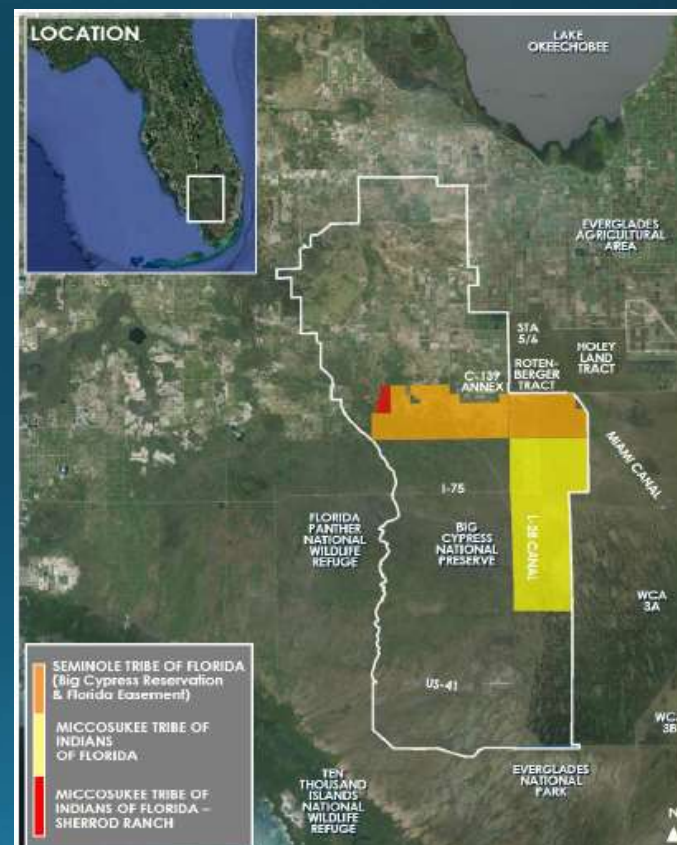 LOCATION
LAKE
OKEECHOBEE
EVERGLADES
AGRICULTURAL
AREA
STA
5/6
HOLEY
LAND
TRACT
ROTEN-
BERGER
TRACT
C-139
ANNEX
MIAMI CANAL
I-75
FLORIDA
PANTHER
NATIONAL
WILDLIFE
REFUGE
BIG
CYPRESS
NATIONAL
PRESERVE
L-28 CANAL
WCA
3A
US-41
WCA
3B
SEMINOLE TRIBE OF FLORIDA
(Big Cypress Reservation
& Florida Easement)
MICCOSUKEE TRIBE OF
INDIANS
OF FLORIDA
MICCOSUKEE TRIBE OF
INDIANS OF FLORIDA –
SHERROD RANCH
TEN
THOUSAND
ISLANDS
NATIONAL
WILDLIFE
REFUGE
EVERGLADES
NATIONAL
PARK
N